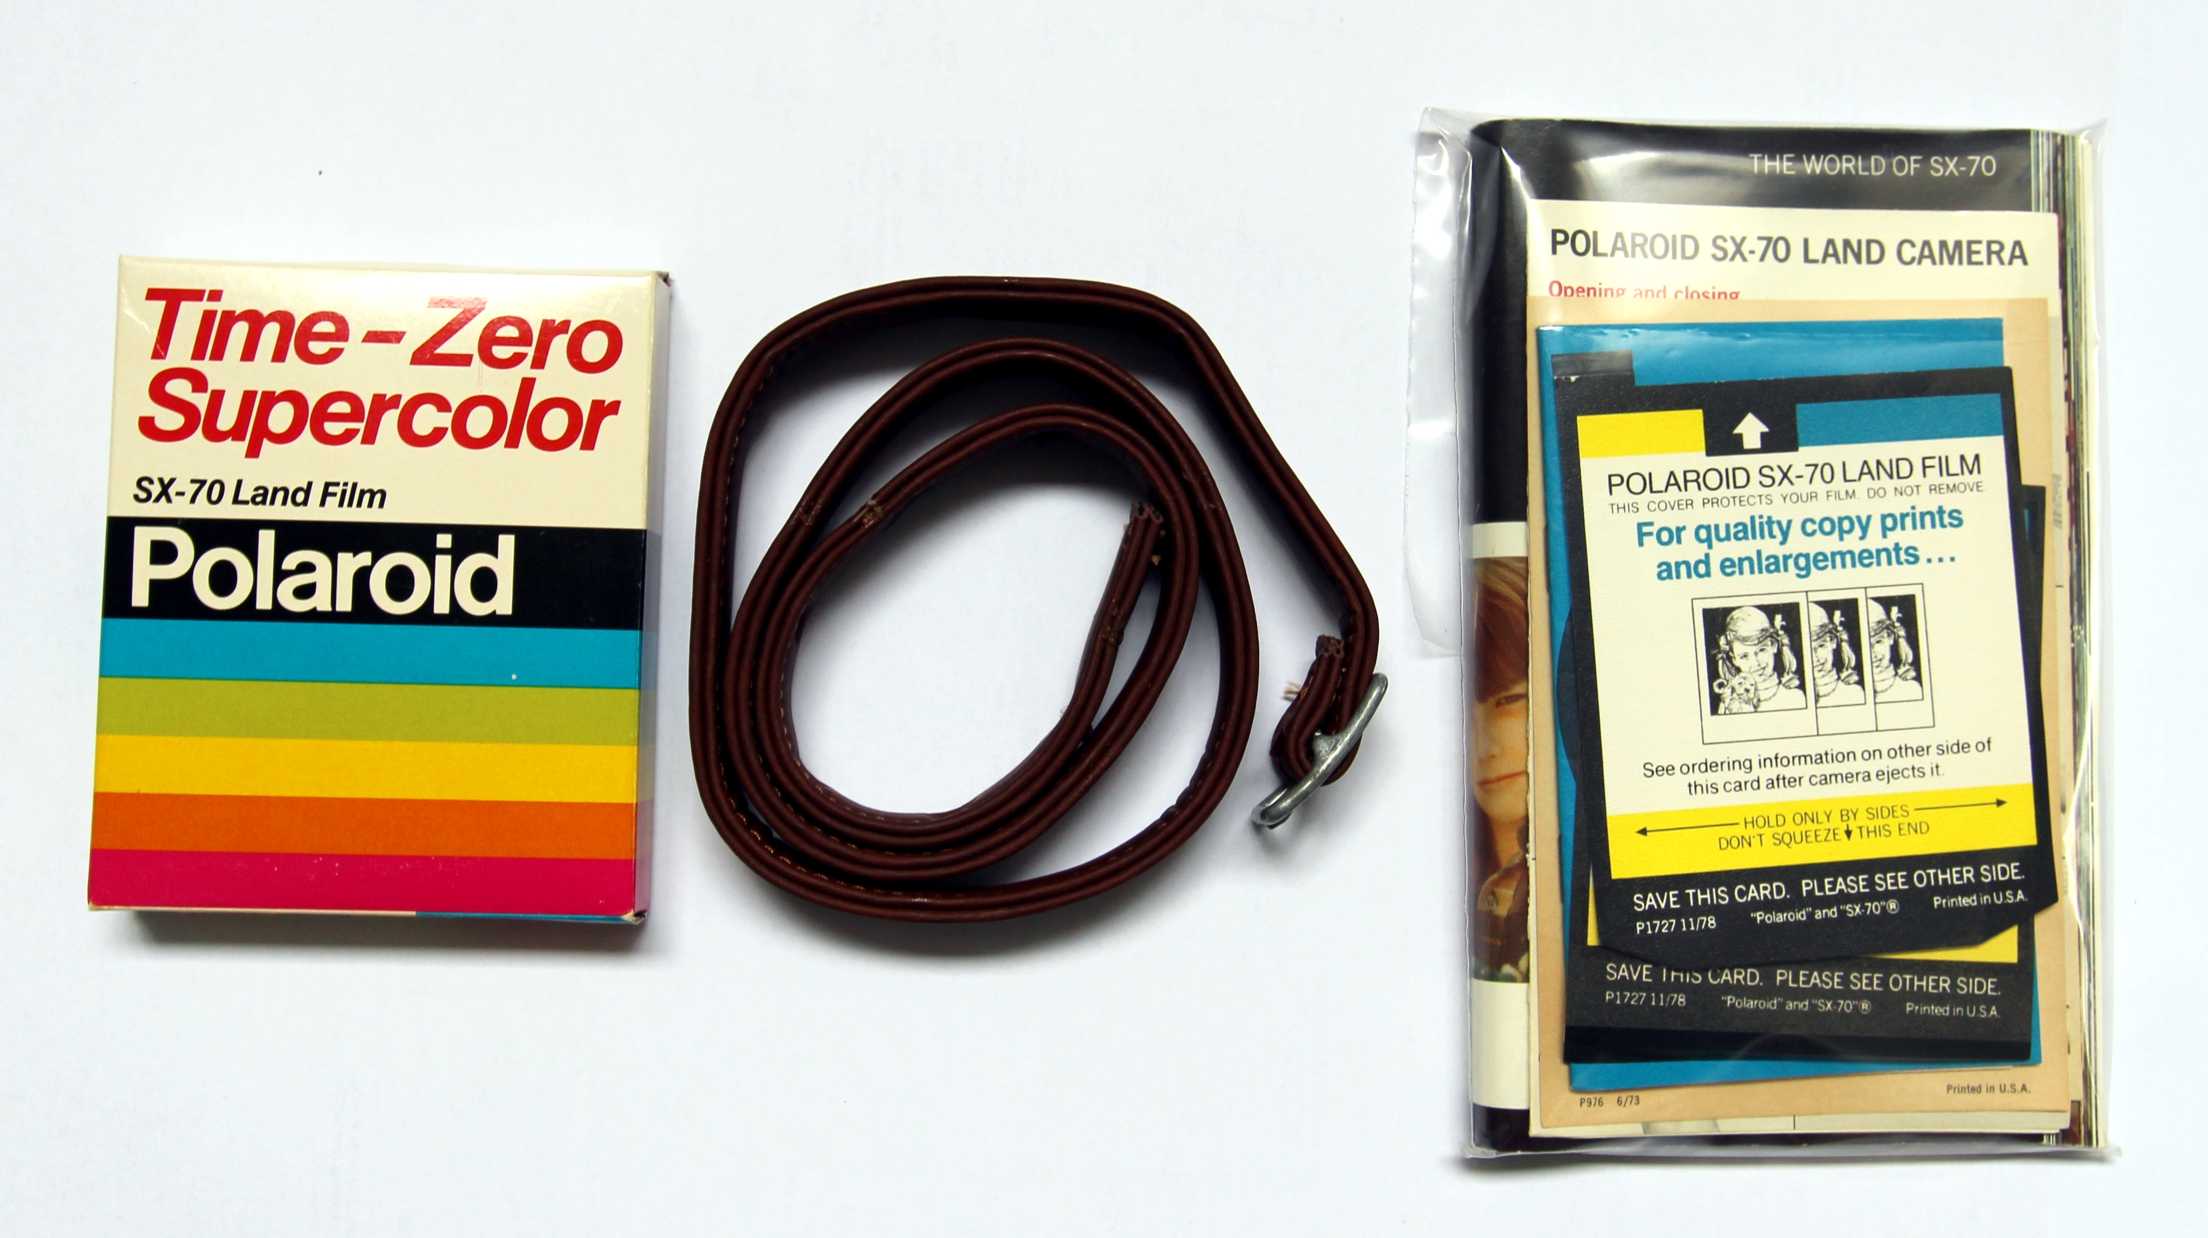 Time-Zero
Supercolor
SX-70 Land Film
Polaroid
THE WORLD OF SX-70
POLAROID SX-70 LAND CAMERA
Opening and closing
POLAROID SX-70 LAND FILM
THIS COVER PROTECTS YOUR FILM. DO NOT REMOVE
For quality copy prints
and enlargements...
See ordering information on other side of
this card after camera ejects it.
HOLD ONLY BY SIDES
DON'T SQUEEZE THIS END
SAVE THIS CARD. PLEASE SEE OTHER SIDE.
P1727 11/78 "Polaroid" and "SX-70"® Printed in U.S.A.
SAVE THIS CARD. PLEASE SEE OTHER SIDE.
P1727 11/78 "Polaroid" and "SX-70"® Printed in U.S.A.
P976 6/73 Printed in U.S.A.